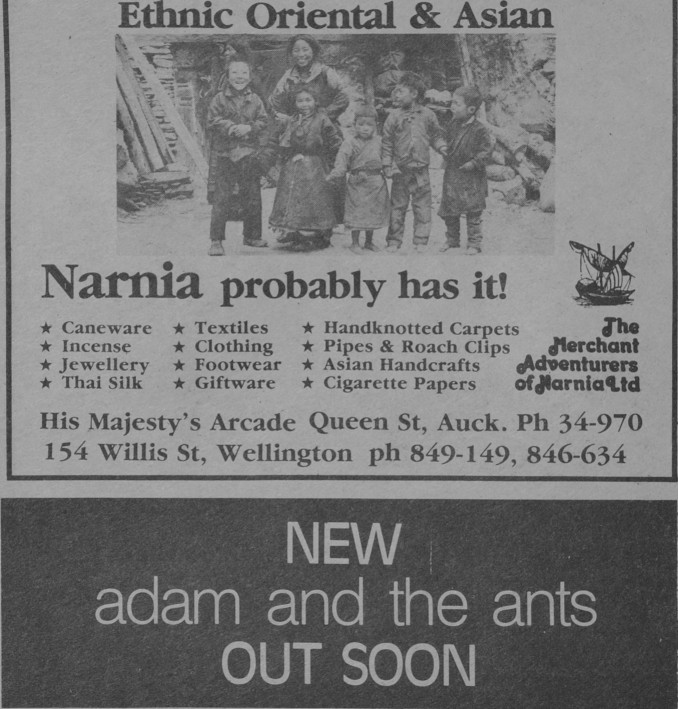 Ethnic Oriental & Asian
Narnia probably has it!
★ Caneware ★ Textiles ★ Handknotted Carpets
★ Incense ★ Clothing ★ Pipes & Roach Clips
★ Jewellery ★ Footwear ★ Asian Handcrafts
★ Thai Silk ★ Giftware ★ Cigarette Papers
The
Merchant
Adventurers
of Narnia Ltd
His Majesty's Arcade Queen St, Auck. Ph 34-970
154 Willis St, Wellington ph 849-149, 846-634
NEW
adam and the ants
OUT SOON